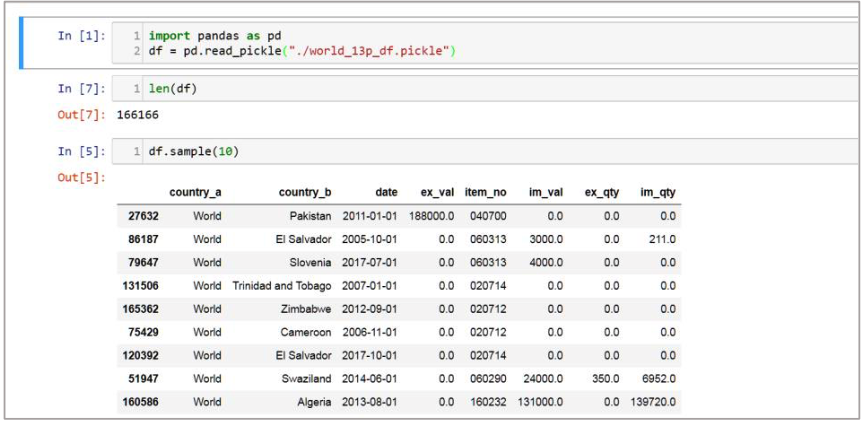 In [1]: 1 import pandas as pd
2 df = pd.read_pickle("./world_13p_df.pickle")
In [7]: 1 len(df)
Out[7]: 166166
In [5]: 1 df.sample(10)
Out[5]:
country_a country_b date ex_val item_no im_val ex_qty im_qty
27632 World Pakistan 2011-01-01 188000.0 040700 0.0 0.0 0.0
86187 World El Salvador 2005-10-01 0.0 060313 3000.0 0.0 211.0
79647 World Slovenia 2017-07-01 0.0 060313 4000.0 0.0 0.0
131506 World Trinidad and Tobago 2007-01-01 0.0 020714 0.0 0.0 0.0
165362 World Zimbabwe 2012-09-01 0.0 020712 0.0 0.0 0.0
75429 World Cameroon 2006-11-01 0.0 020712 0.0 0.0 0.0
120392 World El Salvador 2017-10-01 0.0 020714 0.0 0.0 0.0
51947 World Swaziland 2014-06-01 0.0 060290 24000.0 350.0 6952.0
160586 World Algeria 2013-08-01 0.0 160232 131000.0 0.0 139720.0